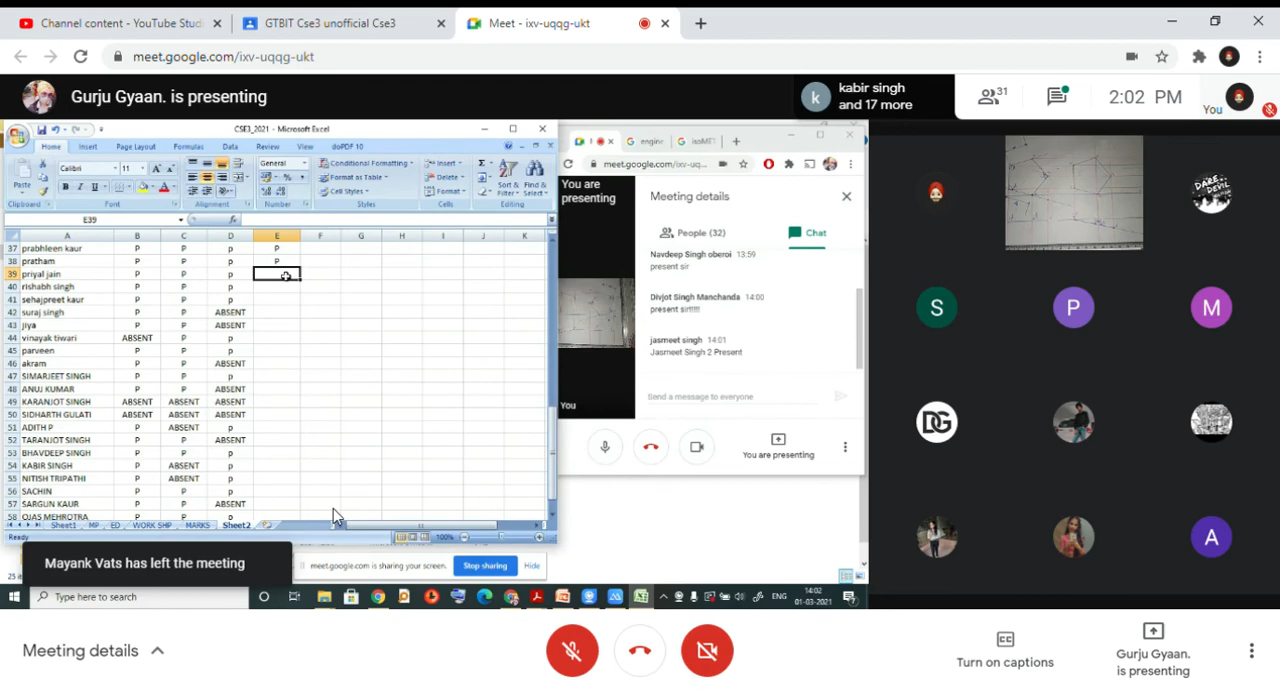 Channel content - YouTube Stud
GTBIT Cse3 unofficial Cse3
Meet - ixv-uqqg-ukt
meet.google.com/ixv-uqqg-ukt
Gurju Gyaan. is presenting
k
kabir singh
and 17 more
31
2:02 PM
You
CSE3_2021 - Microsoft Excel
Home Insert Page Layout Formulas Data Review View doPDF 10
Paste
Calibri 11
General
Conditional Formatting
Format as Table
Cell Styles
Insert
Delete
Format
Sort &
Filter
Find &
Select
Clipboard Font Alignment Number Styles Cells Editing
E39
fx
A B C D E F G H I J K
37 prabhleen kaur P P p P
38 pratham P P p P
39 priyal jain P P p
40 rishabh singh P P p
41 sehajpreet kaur P P p
42 suraj singh P P ABSENT
43 jiya P P ABSENT
44 vinayak tiwari ABSENT P p
45 parveen P P p
46 akram P P ABSENT
47 SIMARJEET SINGH P P p
48 ANUJ KUMAR P P ABSENT
49 KARANJOT SINGH ABSENT ABSENT ABSENT
50 SIDHARTH GULATI ABSENT ABSENT ABSENT
51 ADITH P P P ABSENT
52 TARANJOT SINGH P P ABSENT
53 BHAVDEEP SINGH P P p
54 KABIR SINGH P ABSENT p
55 NITISH TRIPATHI P ABSENT p
56 SACHIN P P p
57 SARGUN KAUR P P ABSENT
58 OJAS MEHROTRA P P p
Sheet1 MP ED WORK SHP MARKS Sheet2
Ready
100%
engine
isoMET
meet.google.com/ixv-uq
You are
presenting
You
Meeting details
People (32)
Chat
Navdeep Singh oberoi 13:59
present sir
Divjot Singh Manchanda 14:00
present sir!!!!!
jasmeet singh 14:01
Jasmeet Singh 2 Present
Send a message to everyone
You are presenting
Mayank Vats has left the meeting
meet.google.com is sharing your screen.
Stop sharing
Hide
Type here to search
ENG
14:02
01-03-2021
DARE
DEVIL
S
P
M
DG
A
Meeting details
Turn on captions
Gurju Gyaan.
is presenting